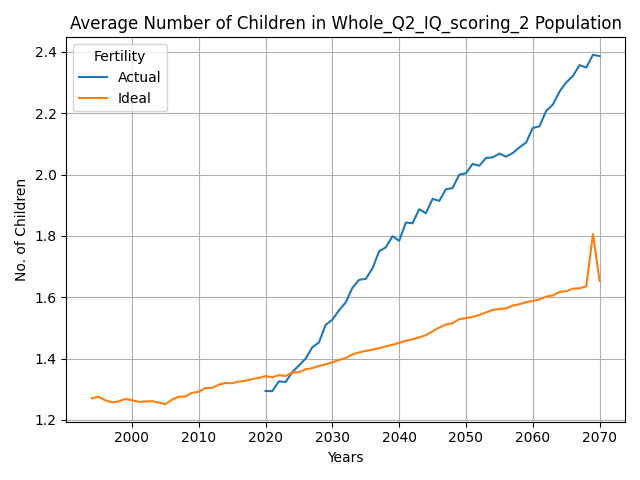 Average Number of Children in Whole_Q2_IQ_scoring_2 Population
Fertility
Actual
Ideal
No. of Children
2.4
2.2
2.0
1.8
1.6
1.4
1.2
2000 2010 2020 2030 2040 2050 2060 2070
Years